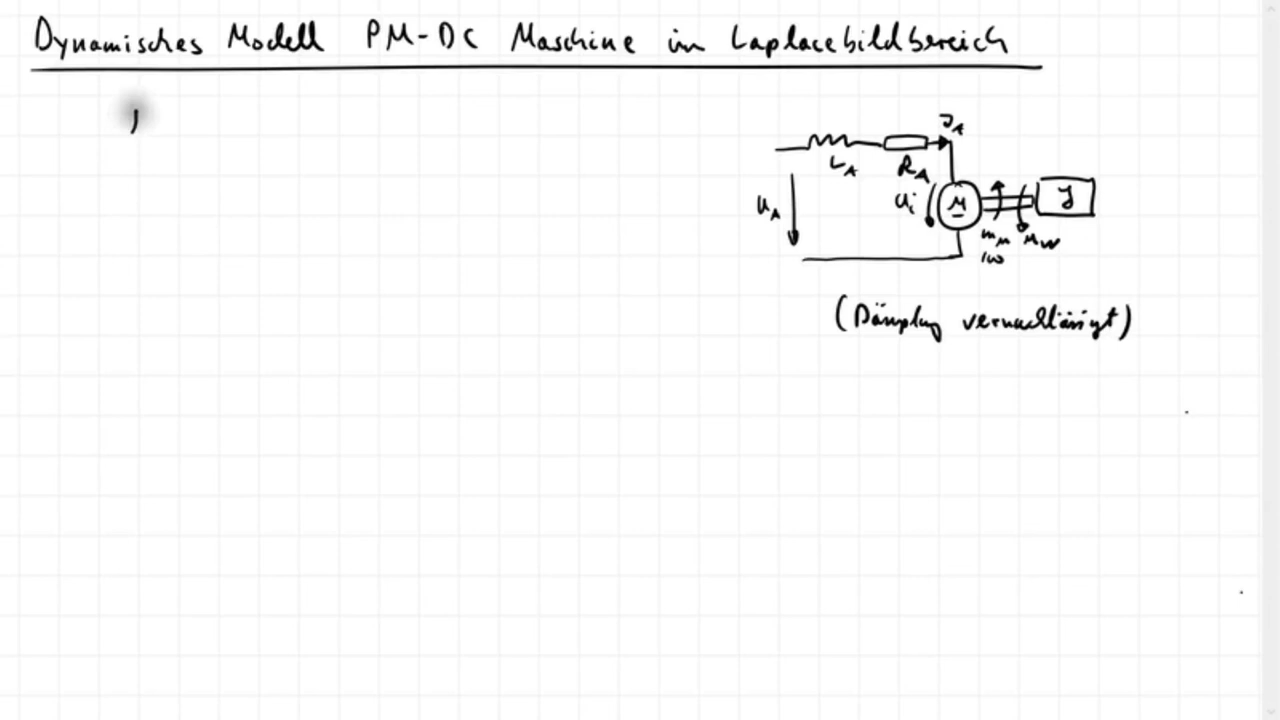 Dynamisches Modell PM-DC Maschine im Laplacebildbereich
I_A
L_A R_A
U_A U_i M J
m_M M_W
ω
(Dämpfung vernachlässigt)